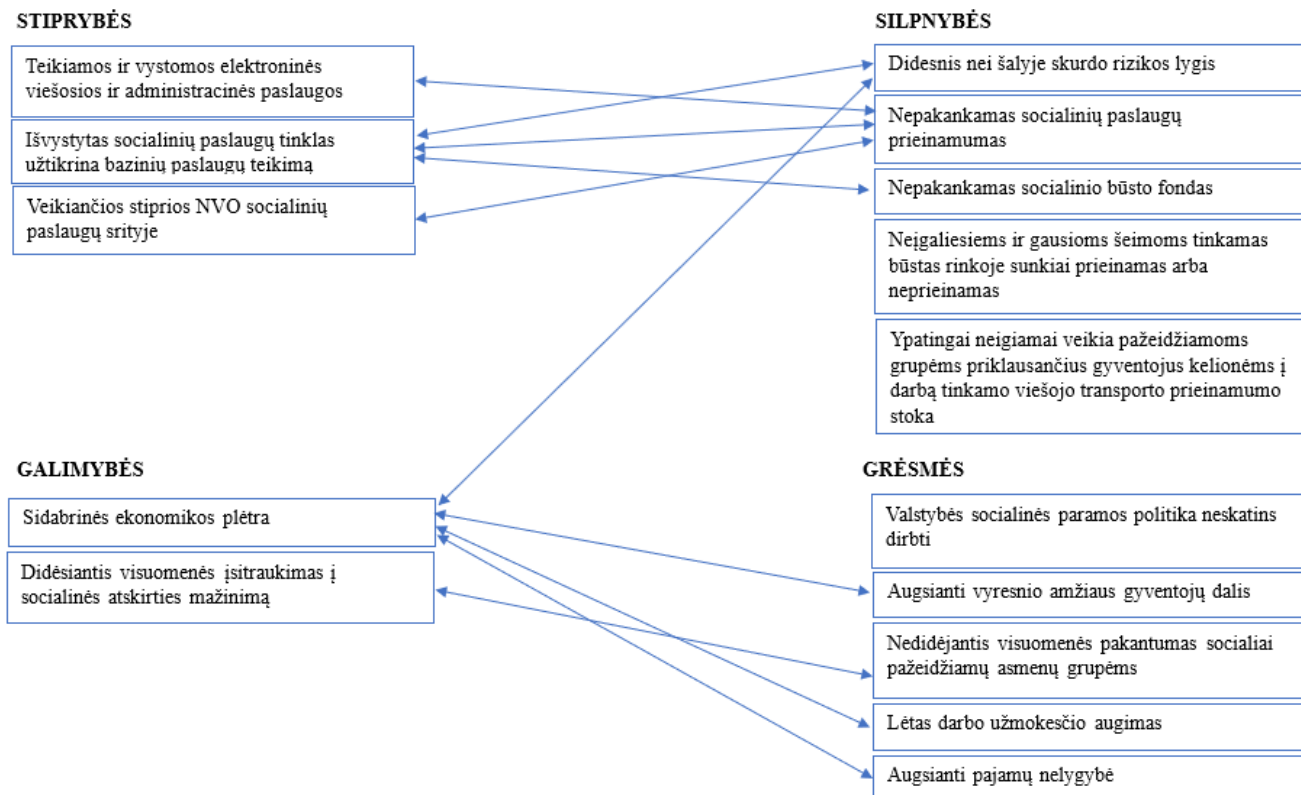 STIPRYBĖS
Teikiamos ir vystomos elektroninės
viešosios ir administracinės paslaugos
Išvystytas socialinių paslaugų tinklas
užtikrina bazinių paslaugų teikimą
Veikiančios stiprios NVO socialinių
paslaugų srityje
SILPNYBĖS
Didesnis nei šalyje skurdo rizikos lygis
Nepakankamas socialinių paslaugų
prieinamumas
Nepakankamas socialinio būsto fondas
Neįgaliesiems ir gausioms šeimoms tinkamas
būstas rinkoje sunkiai prieinamas arba
neprieinamas
Ypatingai neigiamai veikia pažeidžiamoms
grupėms priklausančius gyventojus kelionėms į
darbą tinkamo viešojo transporto prieinamumo
stoka
GALIMYBĖS
Sidabrinės ekonomikos plėtra
Didėsiantis visuomenės įsitraukimas į
socialinės atskirties mažinimą
GRĖSMĖS
Valstybės socialinės paramos politika neskatins
dirbti
Augsianti vyresnio amžiaus gyventojų dalis
Nedidėjantis visuomenės pakantumas socialiai
pažeidžiamų asmenų grupėms
Lėtas darbo užmokesčio augimas
Augsianti pajamų nelygybė